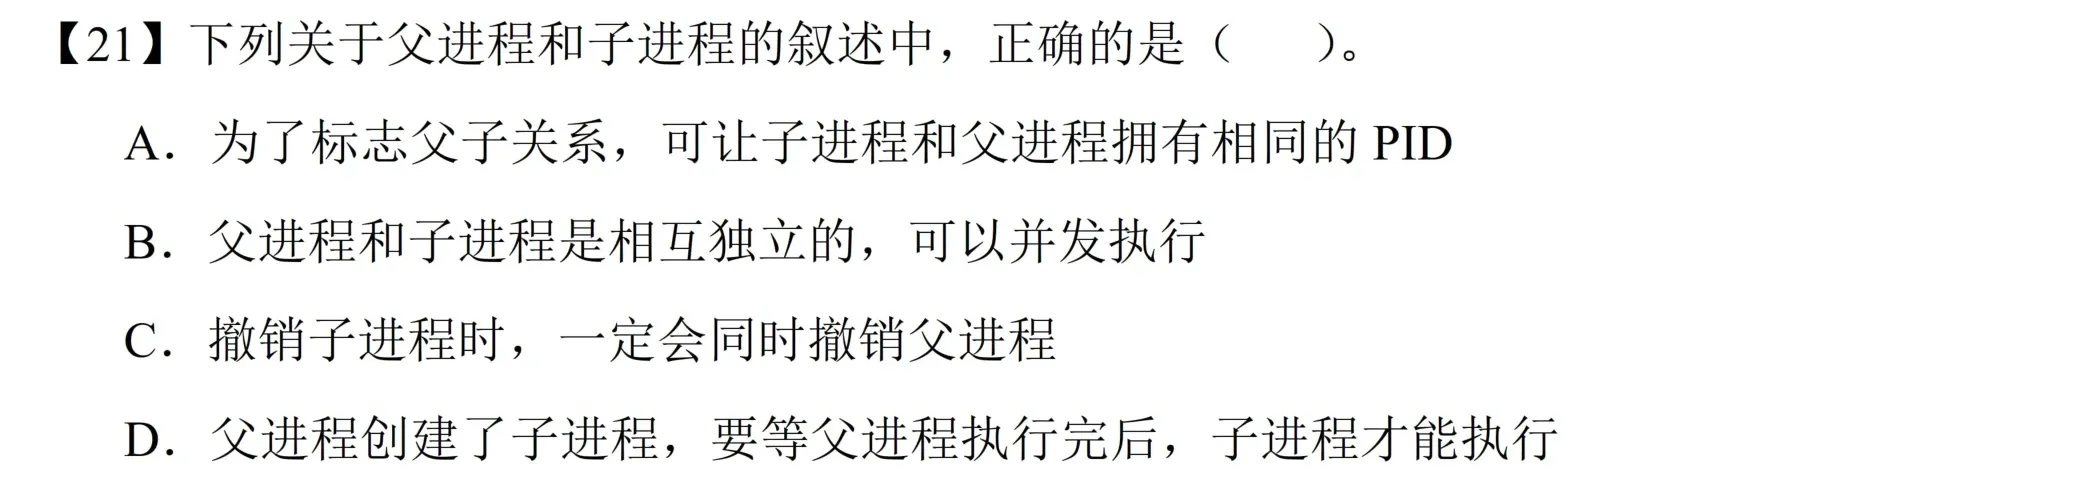 【21】下列关于父进程和子进程的叙述中，正确的是（　　）。
A．为了标志父子关系，可让子进程和父进程拥有相同的 PID
B．父进程和子进程是相互独立的，可以并发执行
C．撤销子进程时，一定会同时撤销父进程
D．父进程创建了子进程，要等父进程执行完后，子进程才能执行